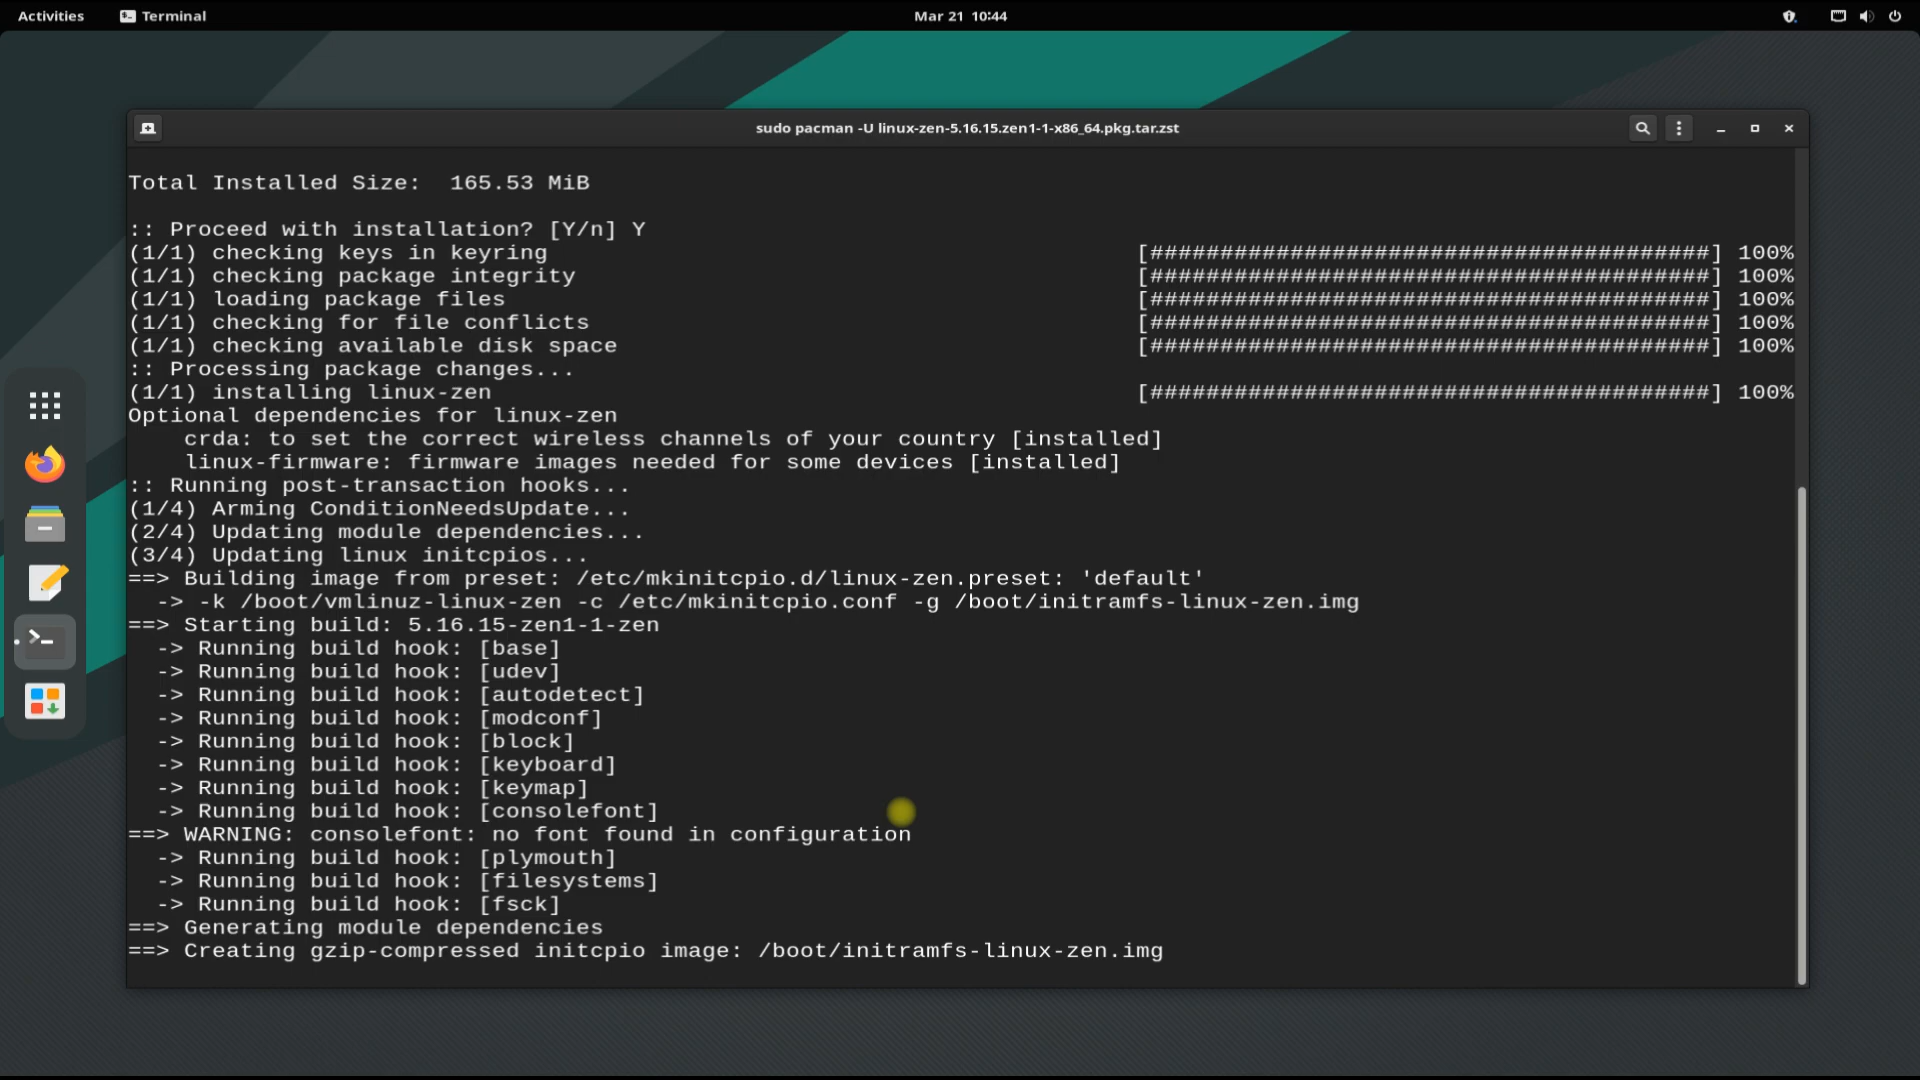 Activities Terminal Mar 21 10:44
sudo pacman -U linux-zen-5.16.15.zen1-1-x86_64.pkg.tar.zst
Total Installed Size:  165.53 MiB
:: Proceed with installation? [Y/n] Y
(1/1) checking keys in keyring [########################################] 100%
(1/1) checking package integrity [########################################] 100%
(1/1) loading package files [########################################] 100%
(1/1) checking for file conflicts [########################################] 100%
(1/1) checking available disk space [########################################] 100%
:: Processing package changes...
(1/1) installing linux-zen [########################################] 100%
Optional dependencies for linux-zen
    crda: to set the correct wireless channels of your country [installed]
    linux-firmware: firmware images needed for some devices [installed]
:: Running post-transaction hooks...
(1/4) Arming ConditionNeedsUpdate...
(2/4) Updating module dependencies...
(3/4) Updating linux initcpios...
==> Building image from preset: /etc/mkinitcpio.d/linux-zen.preset: 'default'
  -> -k /boot/vmlinuz-linux-zen -c /etc/mkinitcpio.conf -g /boot/initramfs-linux-zen.img
==> Starting build: 5.16.15-zen1-1-zen
  -> Running build hook: [base]
  -> Running build hook: [udev]
  -> Running build hook: [autodetect]
  -> Running build hook: [modconf]
  -> Running build hook: [block]
  -> Running build hook: [keyboard]
  -> Running build hook: [keymap]
  -> Running build hook: [consolefont]
==> WARNING: consolefont: no font found in configuration
  -> Running build hook: [plymouth]
  -> Running build hook: [filesystems]
  -> Running build hook: [fsck]
==> Generating module dependencies
==> Creating gzip-compressed initcpio image: /boot/initramfs-linux-zen.img